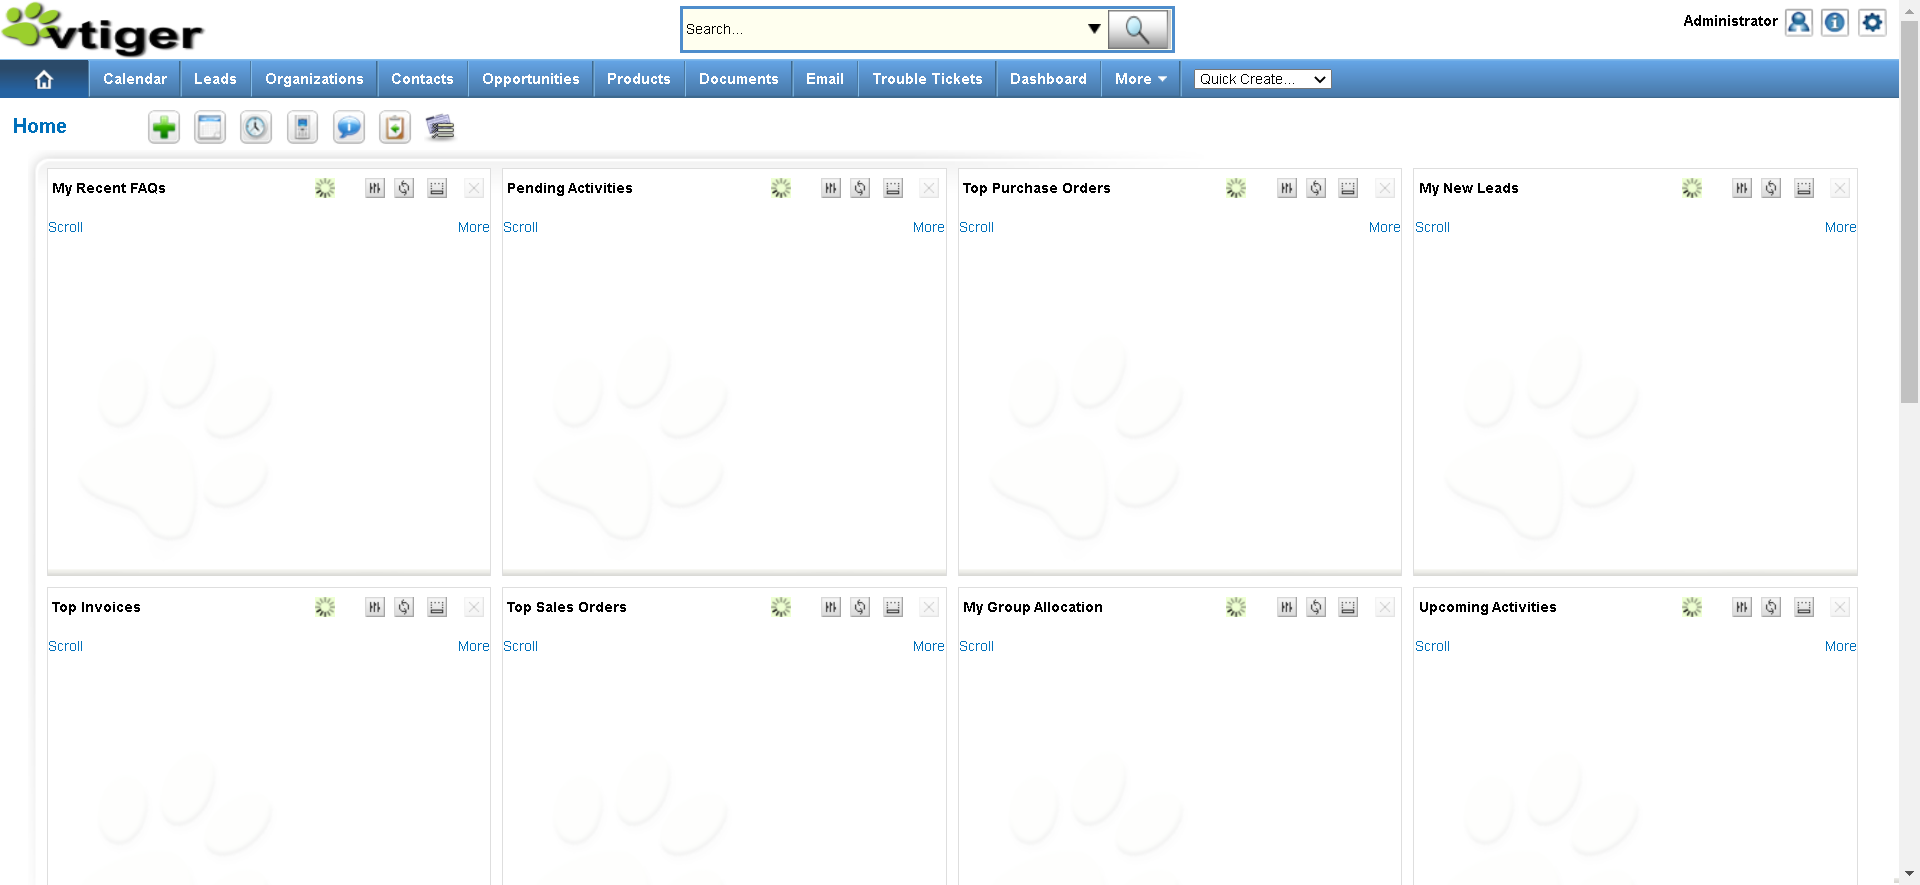 vtiger
Search...
Administrator
Calendar Leads Organizations Contacts Opportunities Products Documents Email Trouble Tickets Dashboard More Quick Create...
Home
My Recent FAQs Pending Activities Top Purchase Orders My New Leads
Scroll More Scroll More Scroll More Scroll More
Top Invoices Top Sales Orders My Group Allocation Upcoming Activities
Scroll More Scroll More Scroll Scroll More